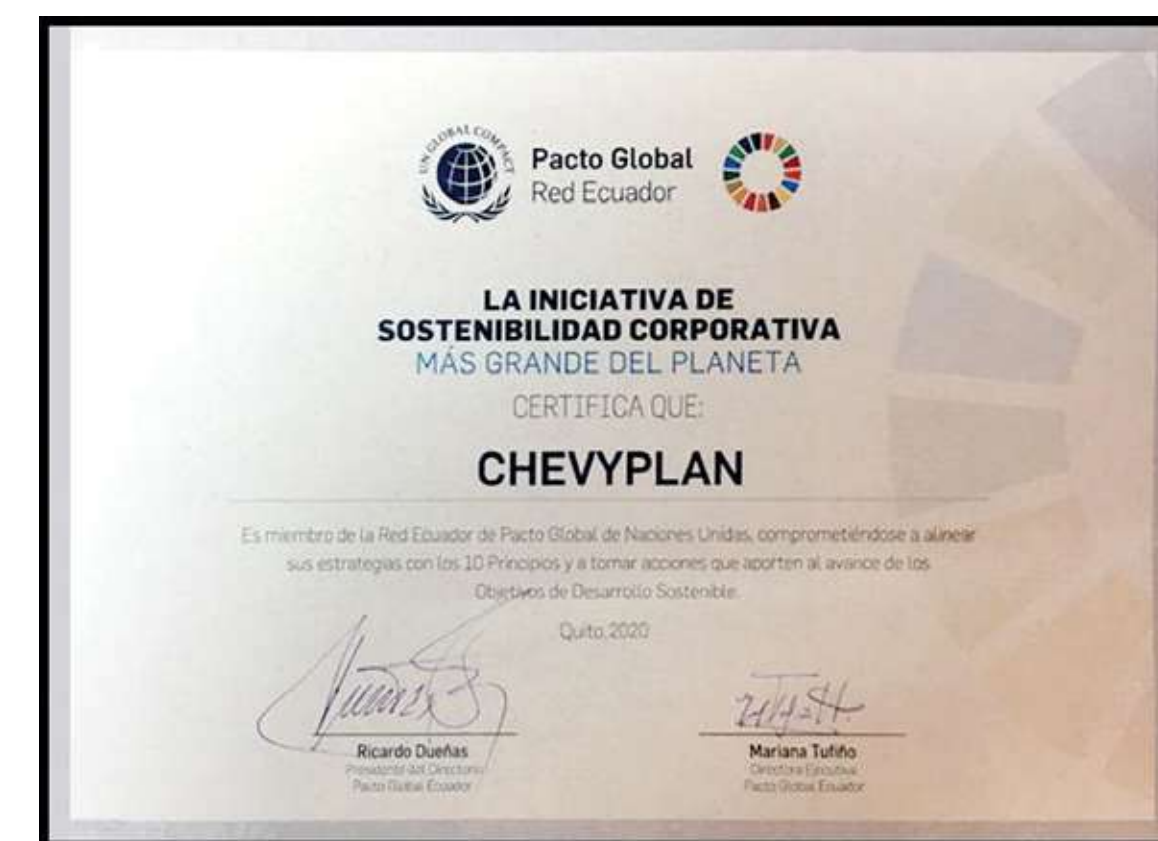 UN GLOBAL COMPACT
Pacto Global
Red Ecuador
LA INICIATIVA DE
SOSTENIBILIDAD CORPORATIVA
MÁS GRANDE DEL PLANETA
CERTIFICA QUE:
CHEVYPLAN
Es miembro de la Red Ecuador de Pacto Global de Naciones Unidas, comprometiéndose a alinear
sus estrategias con los 10 Principios y a tomar acciones que aporten al avance de los
Objetivos de Desarrollo Sostenible.
Quito, 2020
Ricardo Dueñas
Presidente del Directorio
Pacto Global Ecuador
Mariana Tufiño
Directora Ejecutiva
Pacto Global Ecuador